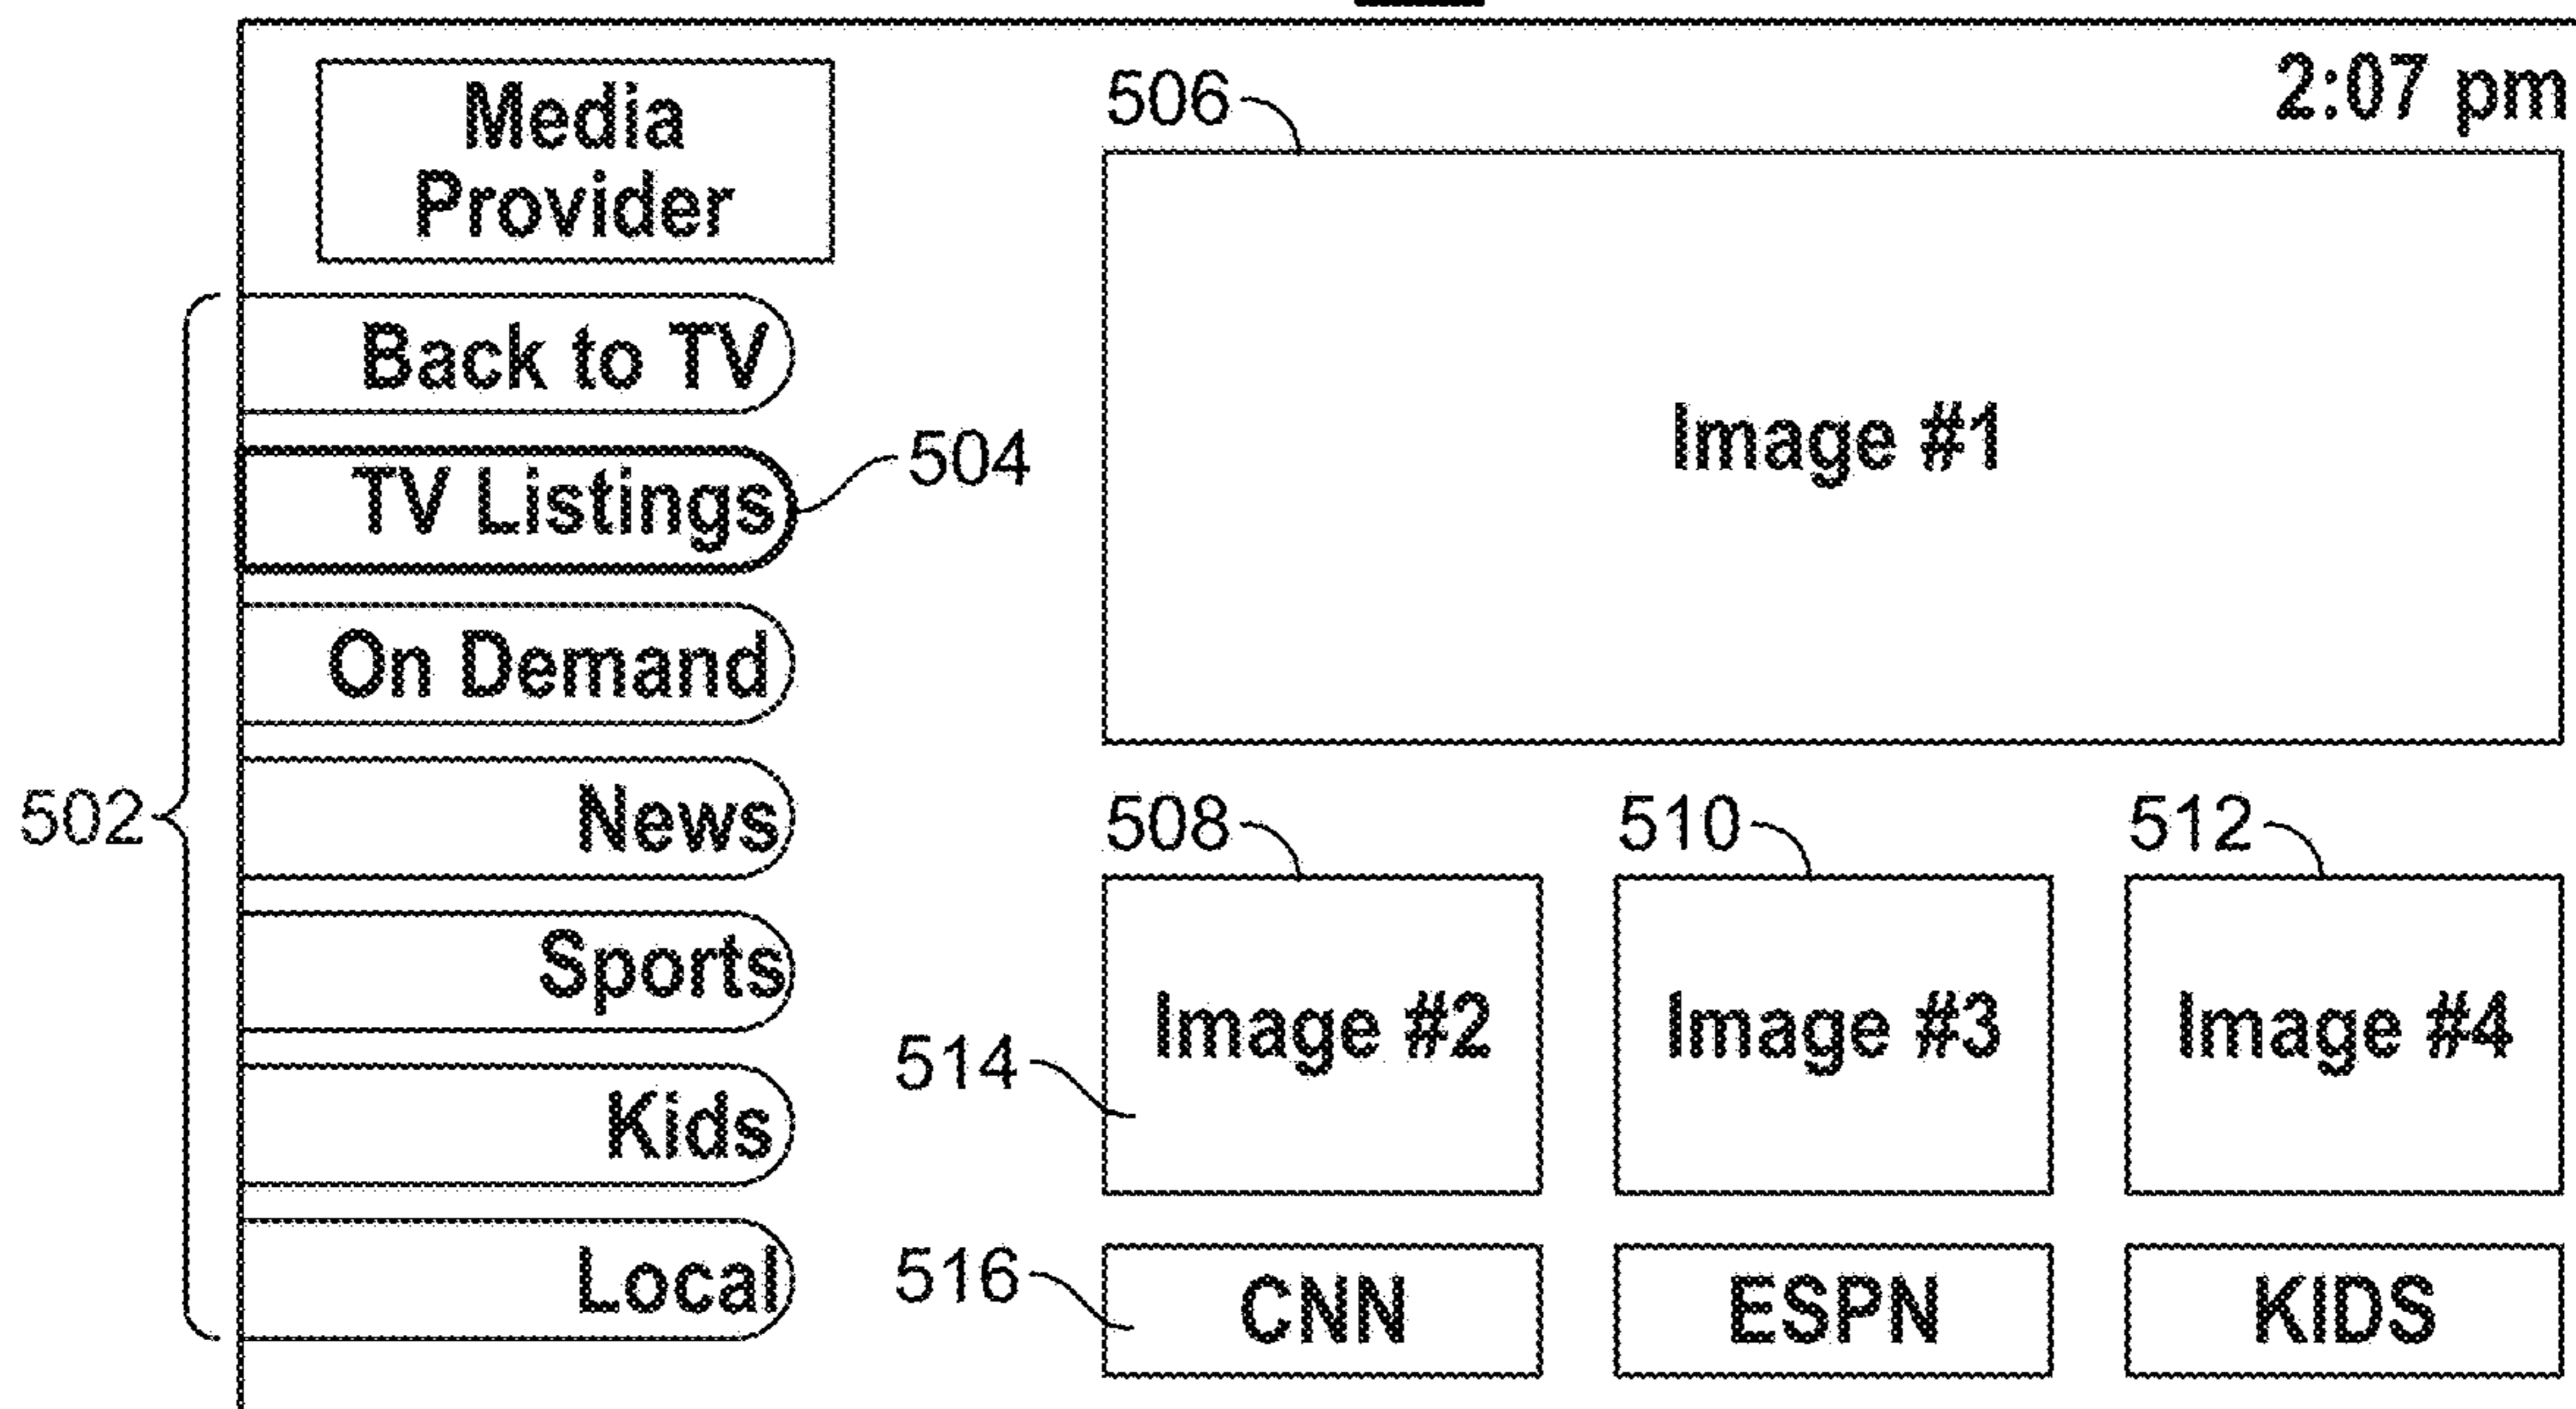 2:07 pm
Media
Provider
506
Back to TV
Image #1
504
TV Listings
On Demand
502
News
508
510
512
Sports
Image #2
Image #3
Image #4
514
Kids
516
Local
CNN
ESPN
KIDS